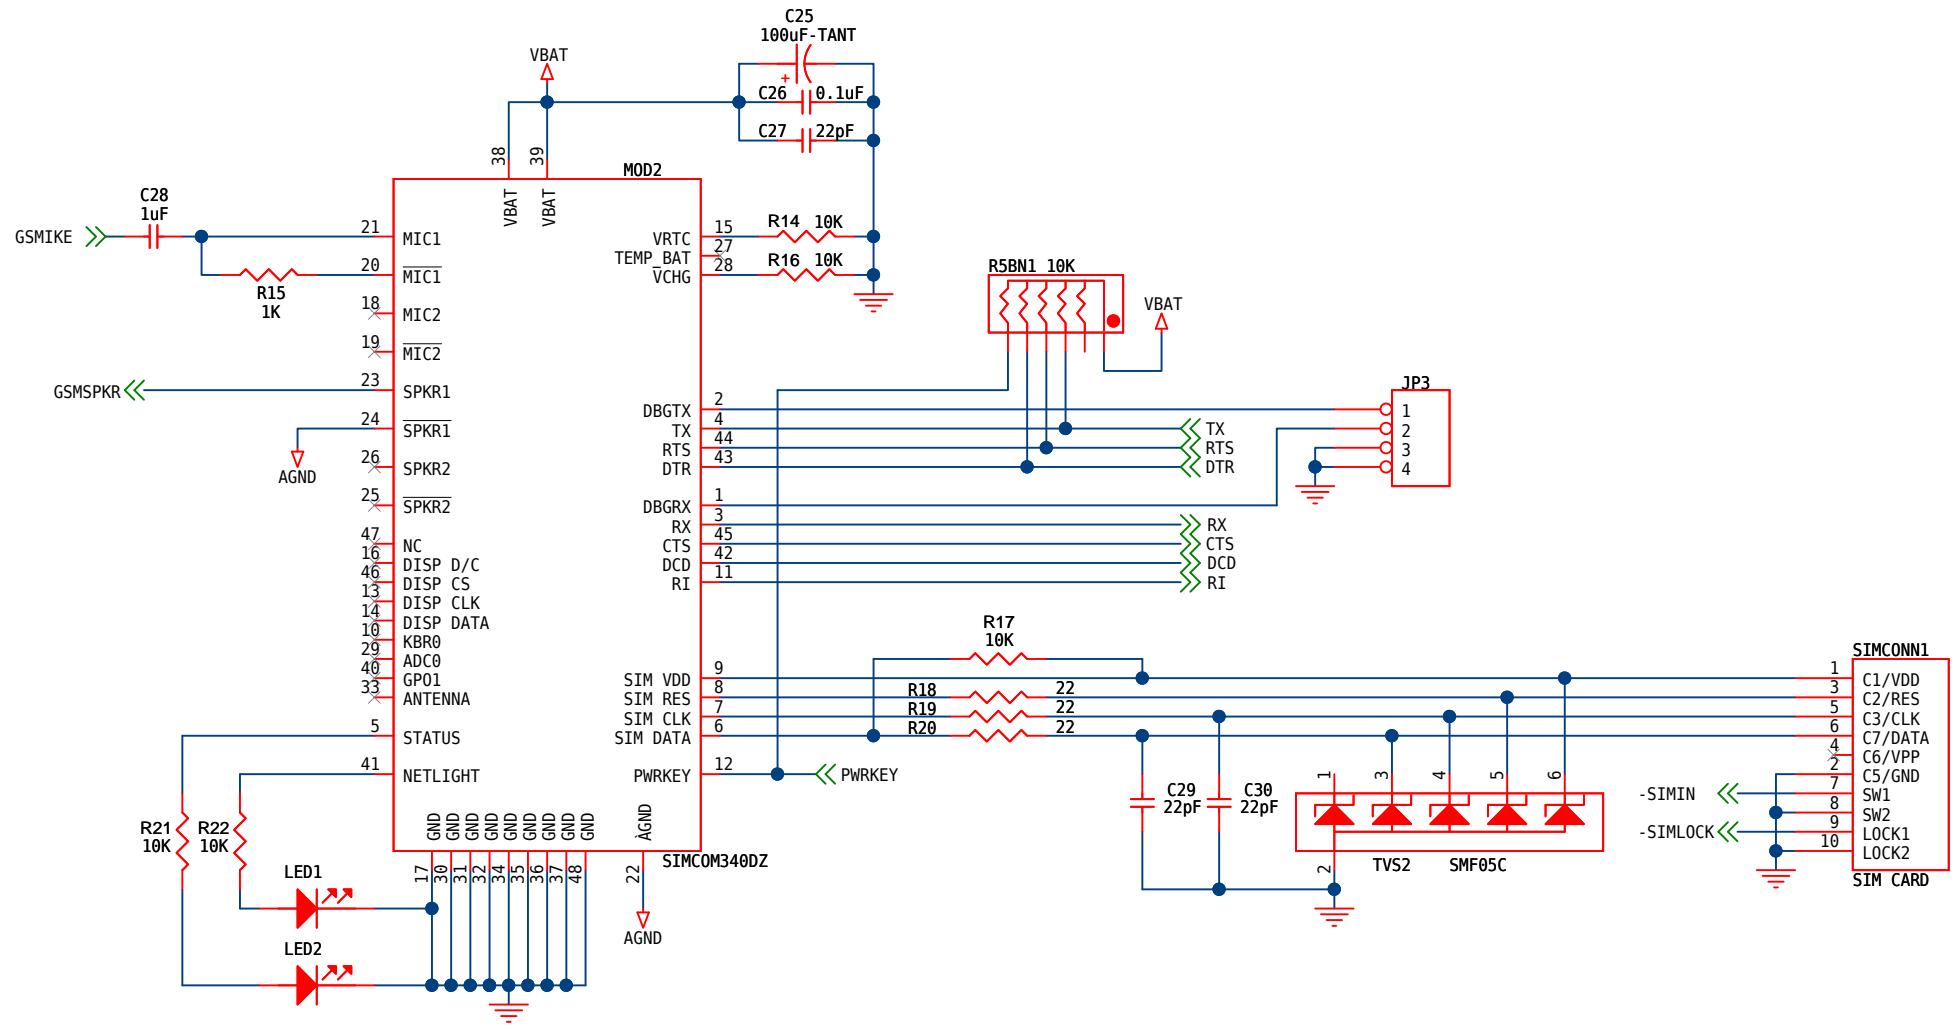 C25
100uF-TANT
VBAT
C26 0.1uF
C27 22pF
38
39
MOD2
VBAT
VBAT
C28
1uF
GSMIKE
21
MIC1
20
MIC1
R15
1K
18
MIC2
19
MIC2
GSMSPKR
23
SPKR1
24
SPKR1
AGND
26
SPKR2
25
SPKR2
47
NC
16
DISP D/C
46
DISP CS
13
DISP CLK
14
DISP DATA
10
KBR0
29
ADC0
40
GPO1
33
ANTENNA
5
STATUS
41
NETLIGHT
R21
10K
R22
10K
LED1
LED2
VRTC
15
R14 10K
TEMP_BAT
27
VCHG
28
R16 10K
R5BN1 10K
VBAT
DBGTX
2
TX
4
TX
RTS
44
RTS
DTR
43
DTR
DBGRX
1
RX
3
RX
CTS
45
CTS
DCD
42
DCD
RI
11
RI
JP3
1
2
3
4
R17
10K
SIM VDD
9
SIM RES
8
R18 22
SIM CLK
7
R19 22
SIM DATA
6
R20 22
PWRKEY
12
PWRKEY
GND
GND
GND
GND
GND
GND
GND
GND
GND
AGND
17
30
31
32
34
35
36
37
48
22
SIMCOM340DZ
AGND
C29
22pF
C30
22pF
1
3
4
5
6
2
TVS2 SMF05C
SIMCONN1
1
C1/VDD
3
C2/RES
5
C3/CLK
6
C7/DATA
4
C6/VPP
2
C5/GND
-SIMIN
7
SW1
8
SW2
-SIMLOCK
9
LOCK1
10
LOCK2
SIM CARD